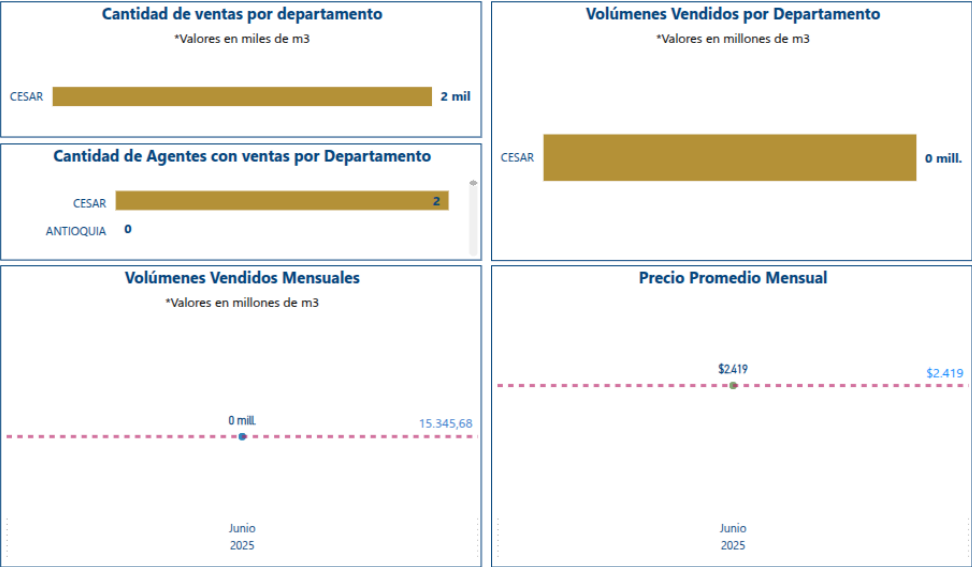 Cantidad de ventas por departamento
*Valores en miles de m3
CESAR 2 mil
Cantidad de Agentes con ventas por Departamento
CESAR 2
ANTIOQUIA 0
Volúmenes Vendidos por Departamento
*Valores en millones de m3
CESAR 0 mill.
Volúmenes Vendidos Mensuales
*Valores en millones de m3
0 mill.
15.345,68
Junio
2025
Precio Promedio Mensual
$2.419
$2.419
Junio
2025